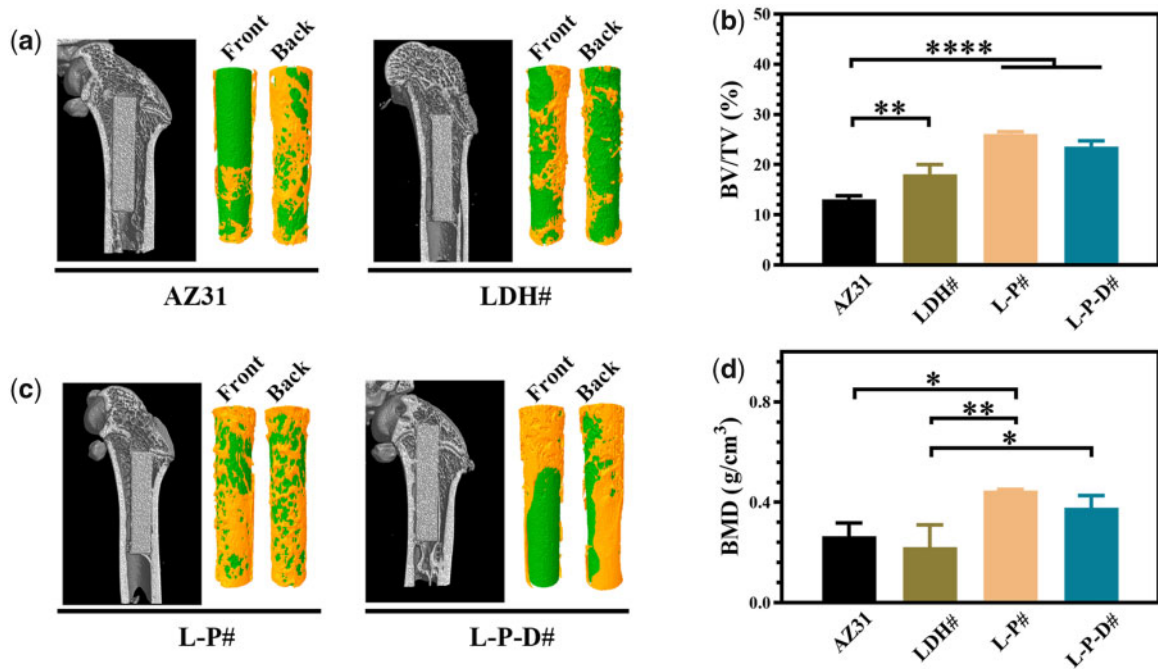 (a)
Front
Back
AZ31
Front
Back
LDH#
(b)
BV/TV (%)
50
40
30
20
10
0
****
**
AZ31
LDH#
L-P#
L-P-D#
(c)
Front
Back
L-P#
Front
Back
L-P-D#
(d)
BMD (g/cm³)
0.8
0.4
0.0
*
**
*
AZ31
LDH#
L-P#
L-P-D#